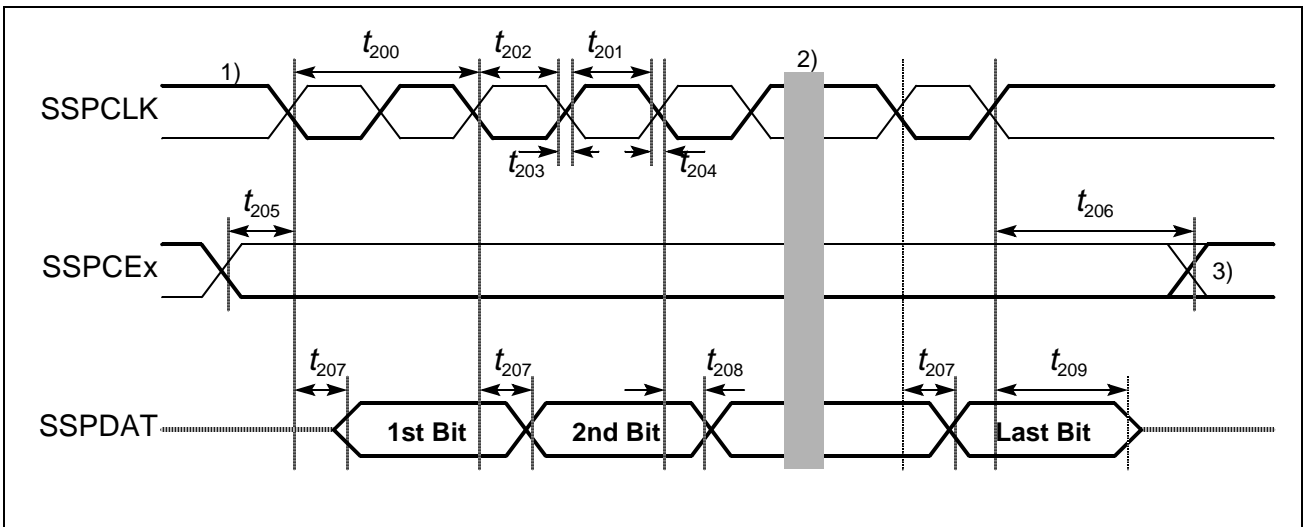 t200 t202 t201 2)
1)
SSPCLK
t203 t204
t205 t206
SSPCEx 3)
t207 t207 t208 t207 t209
SSPDAT 1st Bit 2nd Bit Last Bit